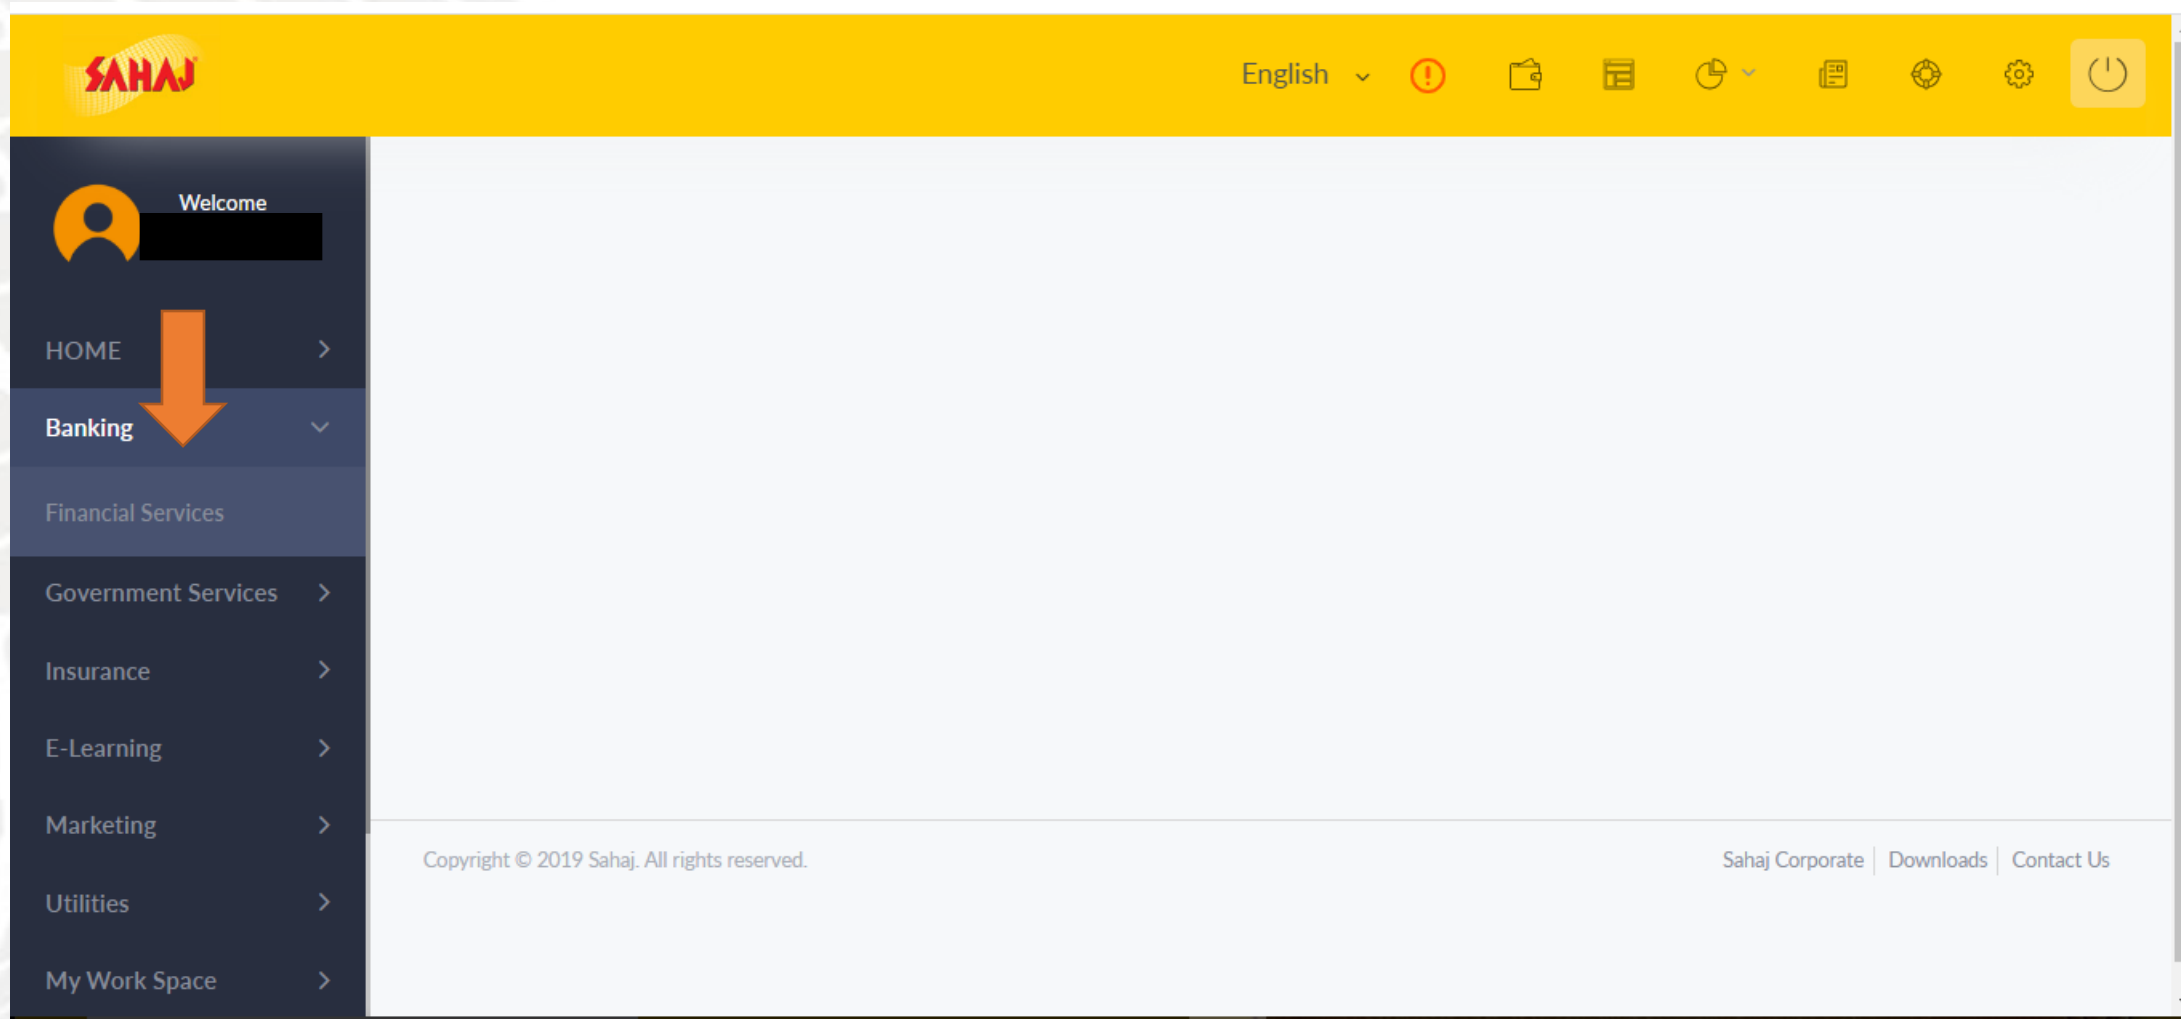 SAHAJ
English
Welcome
HOME
Banking
Financial Services
Government Services
Insurance
E-Learning
Marketing
Utilities
My Work Space
Copyright © 2019 Sahaj. All rights reserved.
Sahaj Corporate
Downloads
Contact Us